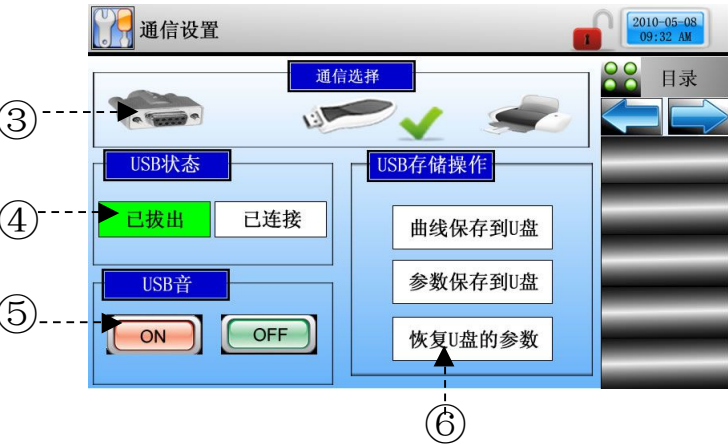 通信设置
2010-05-08
09:32 AM
通信选择
目录
③
USB状态
USB存储操作
④
已拔出
已连接
曲线保存到U盘
USB音
参数保存到U盘
⑤
ON
OFF
恢复U盘的参数
⑥